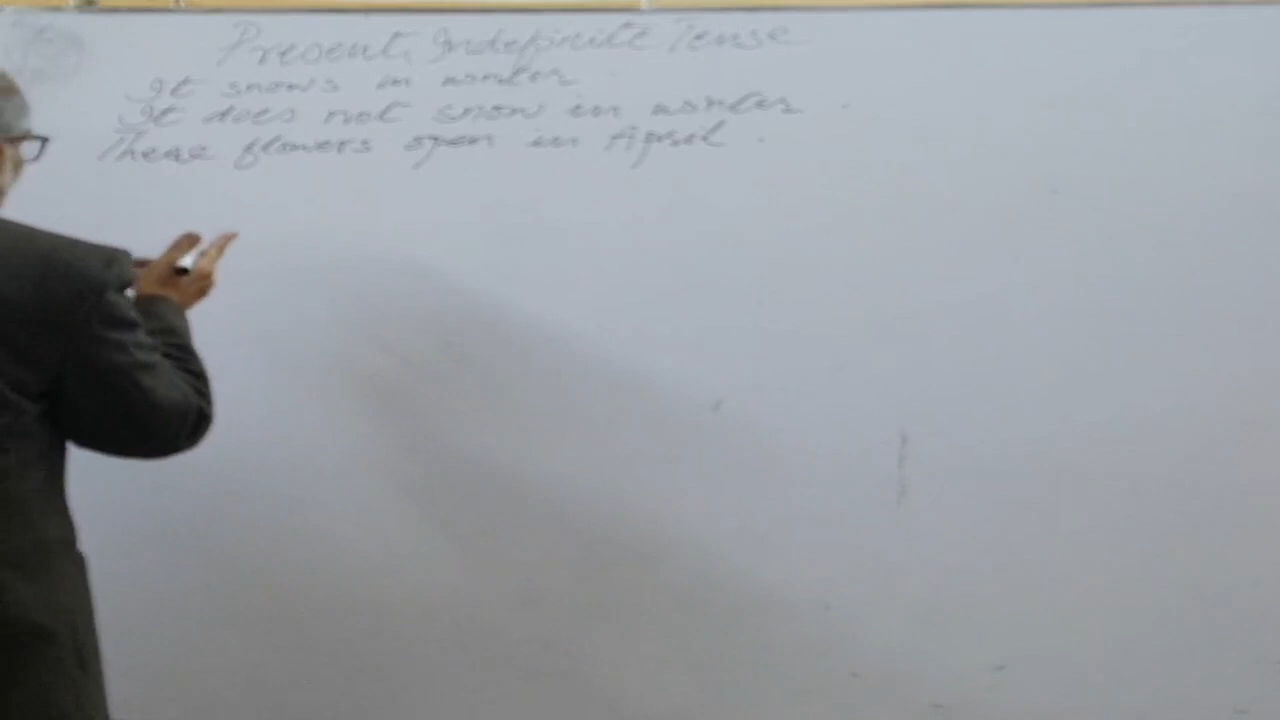 Present Indefinite Tense
It snows in winter
It does not snow in winter.
These flowers open in April.